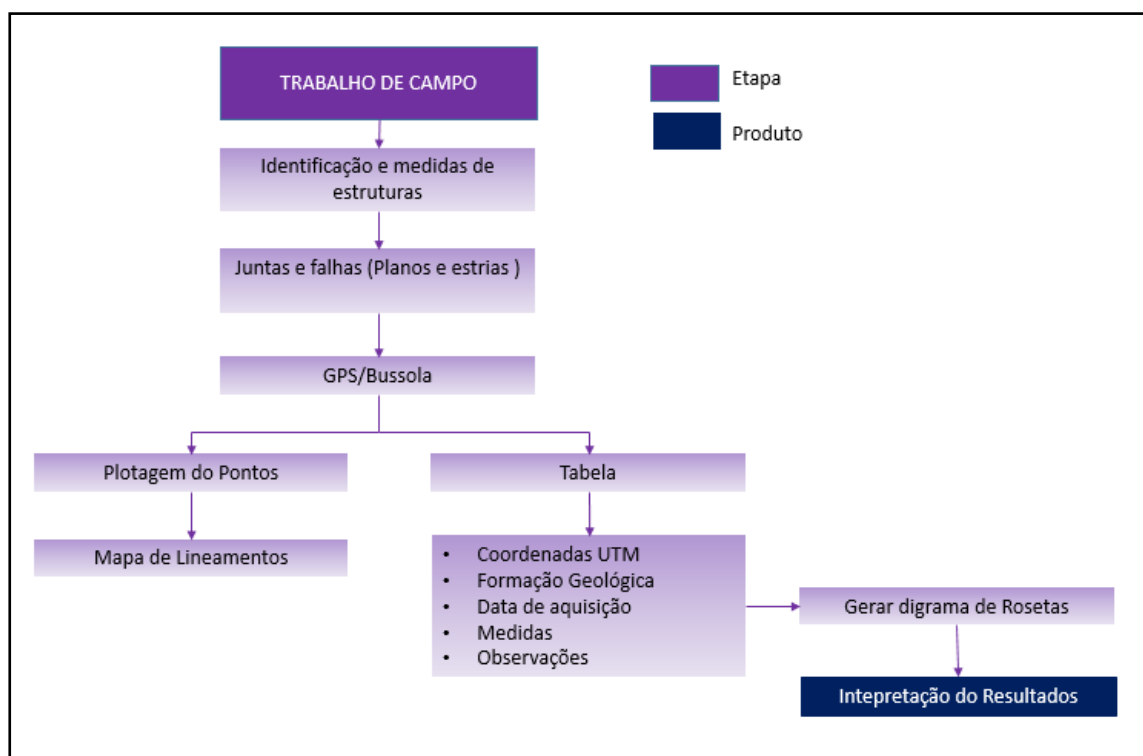 TRABALHO DE CAMPO
Etapa
Produto
Identificação e medidas de
estruturas
Juntas e falhas (Planos e estrias )
GPS/Bussola
Plotagem do Pontos
Tabela
Mapa de Lineamentos
• Coordenadas UTM
• Formação Geológica
• Data de aquisição
• Medidas
• Observações
Gerar digrama de Rosetas
Intepretação do Resultados